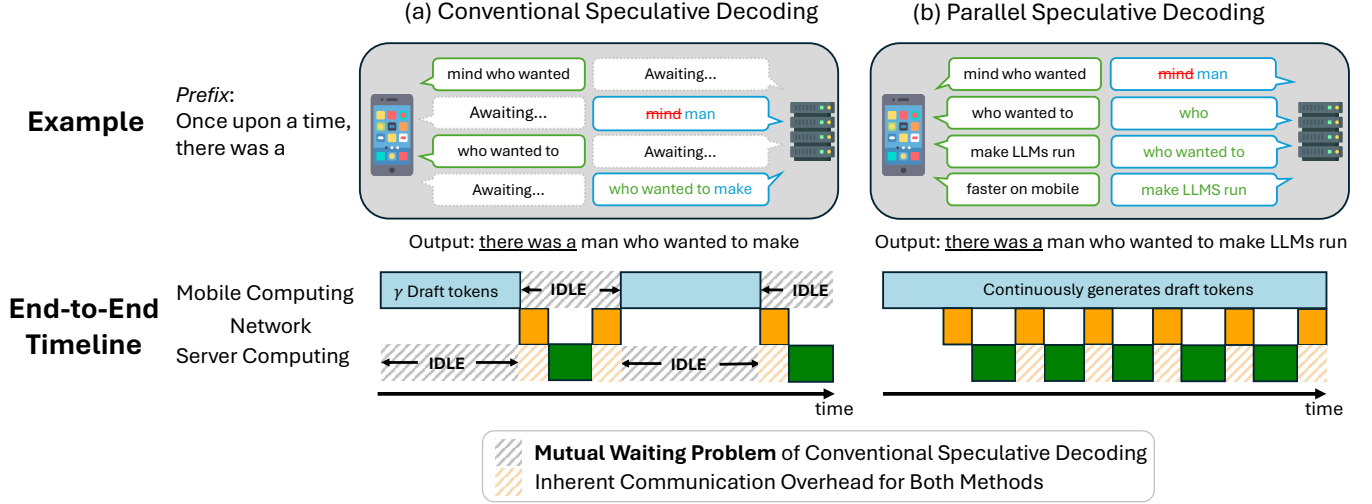 (a) Conventional Speculative Decoding
(b) Parallel Speculative Decoding
Example
Prefix:
Once upon a time,
there was a
mind who wanted
Awaiting...
Awaiting...
mind man
who wanted to
Awaiting...
Awaiting...
who wanted to make
mind who wanted
mind man
who wanted to
who
make LLMs run
who wanted to
faster on mobile
make LLMS run
Output: there was a man who wanted to make
Output: there was a man who wanted to make LLMs run
End-to-End
Timeline
Mobile Computing
Network
Server Computing
γ Draft tokens
IDLE
IDLE
IDLE
IDLE
time
Continuously generates draft tokens
time
Mutual Waiting Problem of Conventional Speculative Decoding
Inherent Communication Overhead for Both Methods